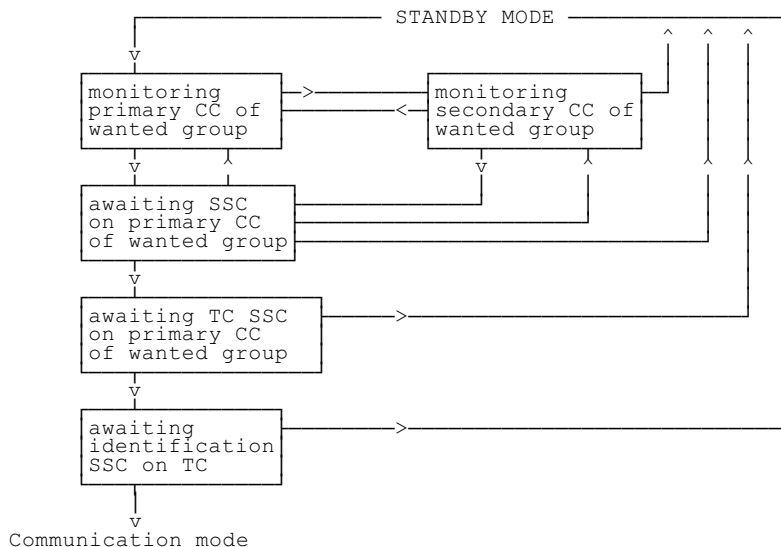 STANDBY MODE
monitoring
primary CC of
wanted group
monitoring
secondary CC of
wanted group
awaiting SSC
on primary CC
of wanted group
awaiting TC SSC
on primary CC
of wanted group
awaiting
identification
SSC on TC
Communication mode